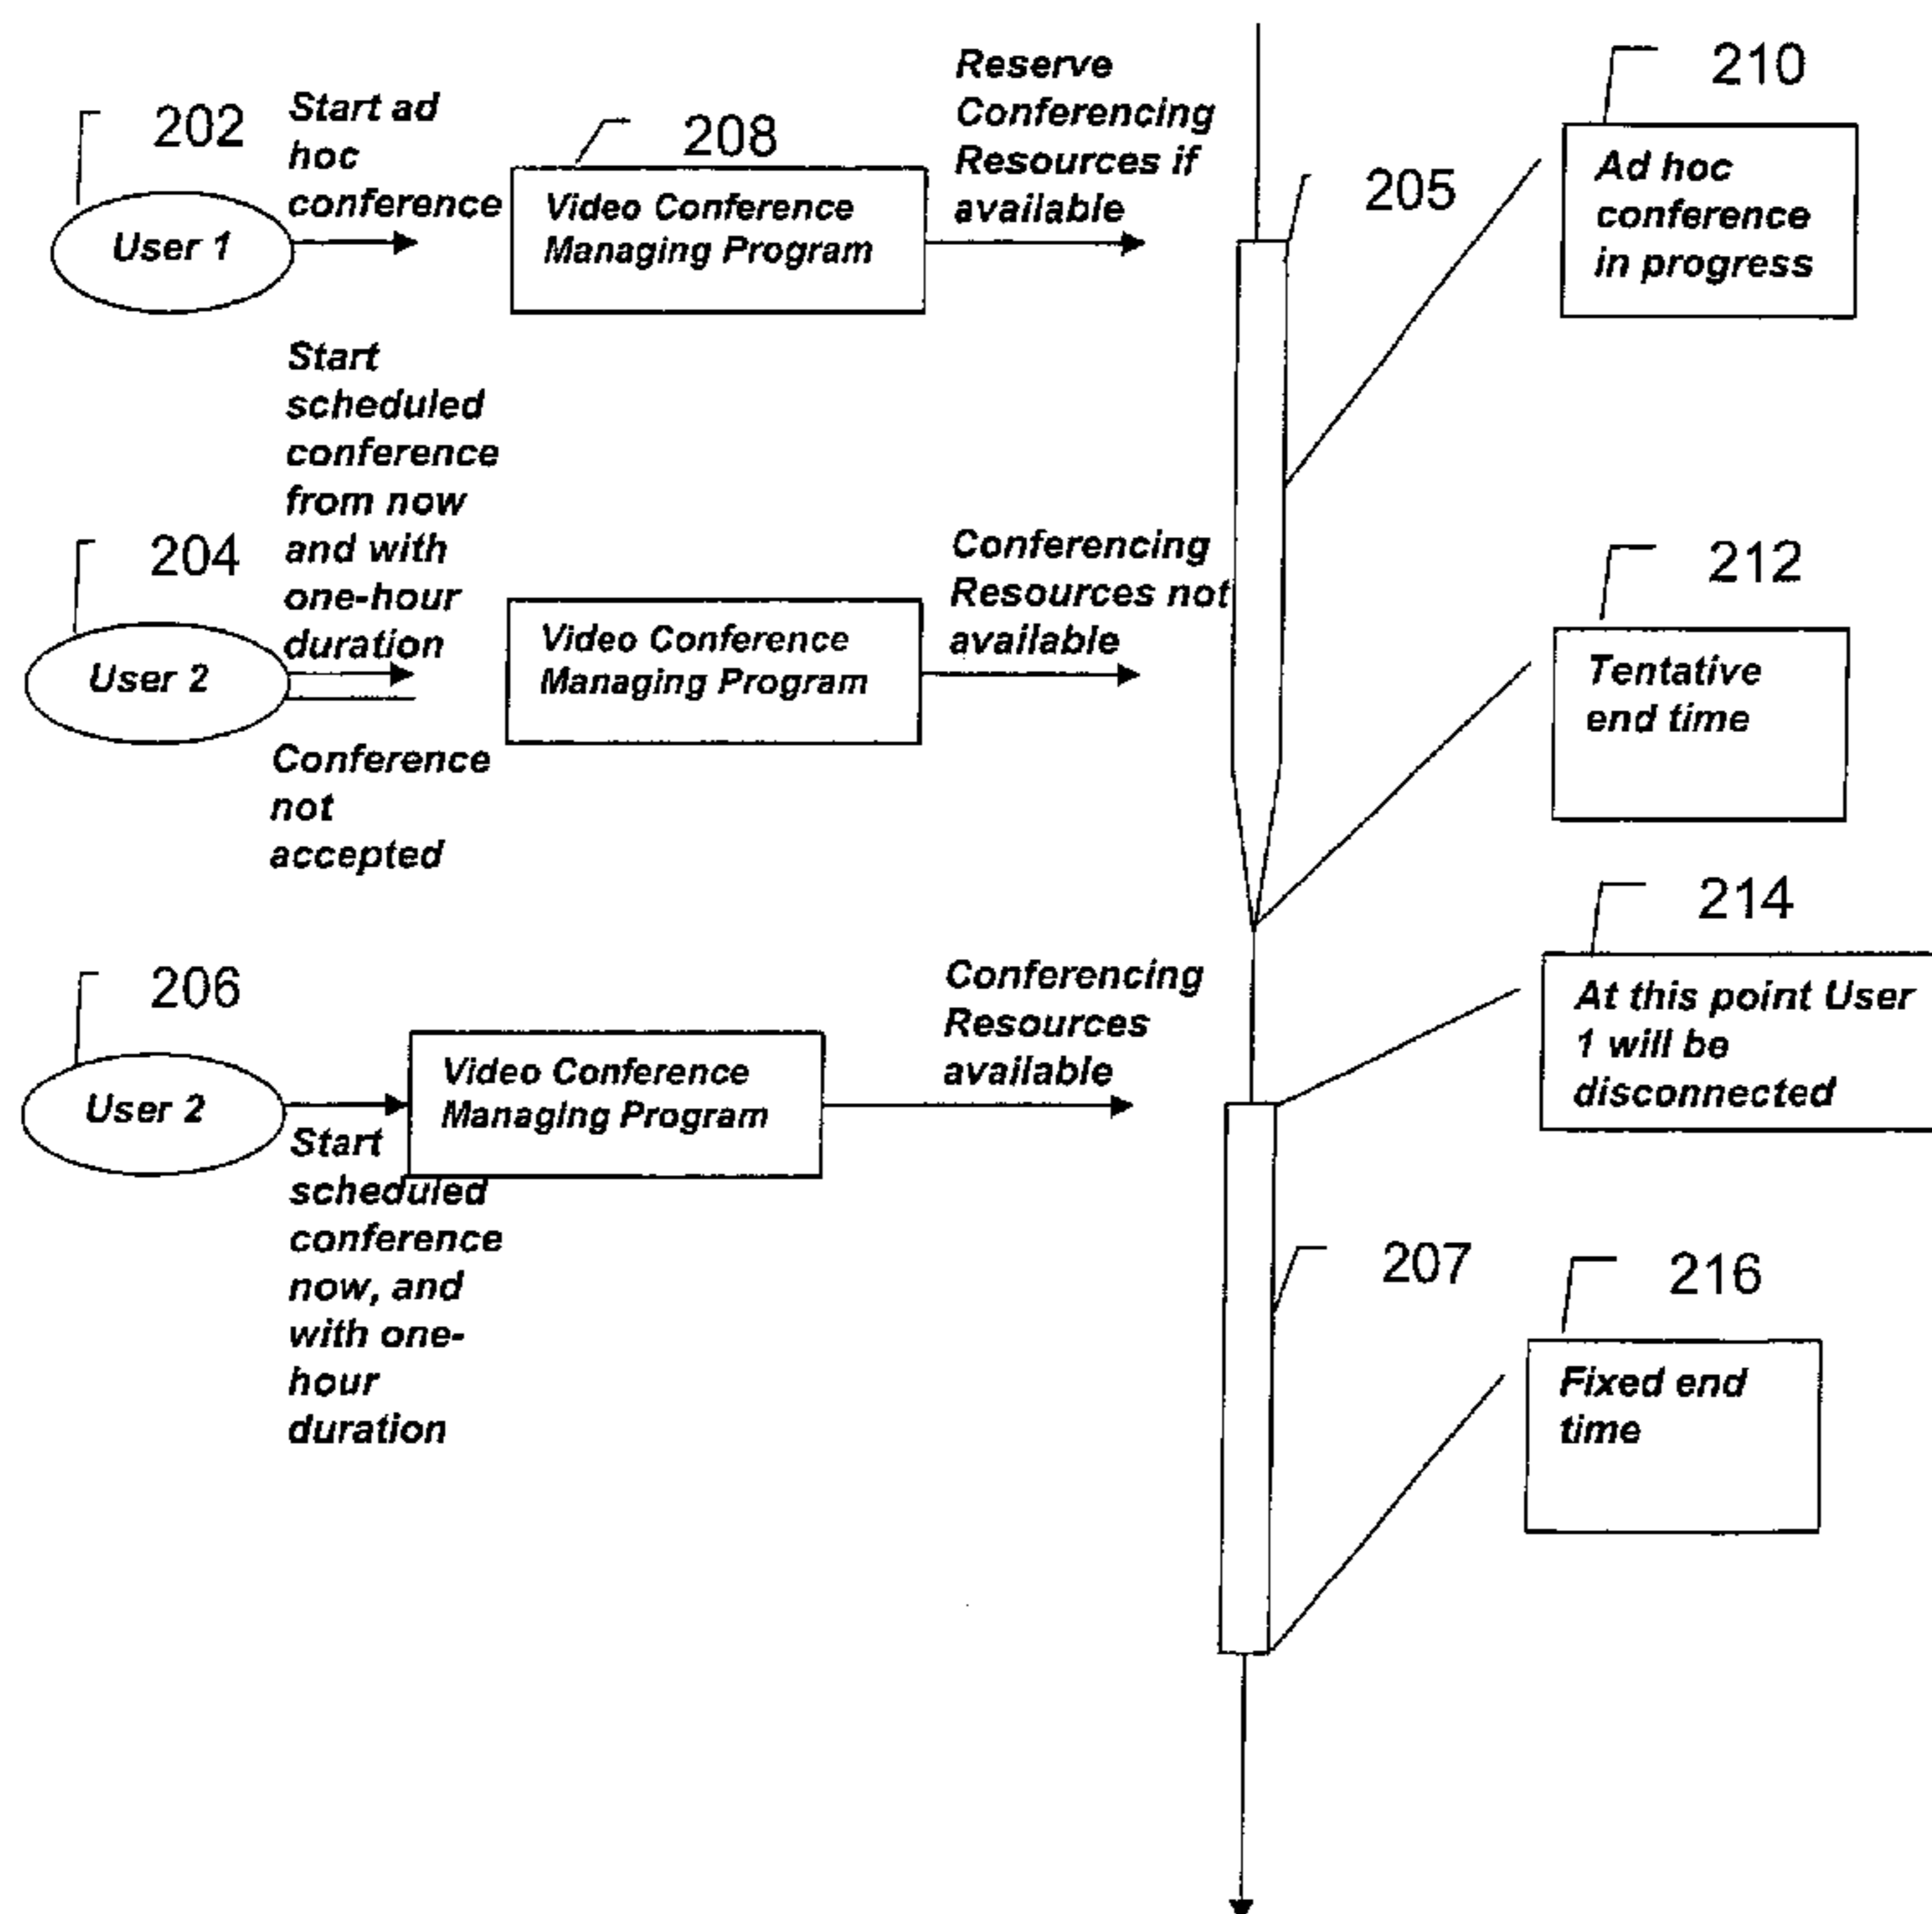 202
Start ad
hoc
conference
User 1
208
Video Conference
Managing Program
Reserve
Conferencing
Resources if
available
205
210
Ad hoc
conference
in progress
Start
scheduled
conference
from now
and with
one-hour
duration
204
User 2
Conference
not
accepted
Video Conference
Managing Program
Conferencing
Resources not
available
212
Tentative
end time
214
At this point User
1 will be
disconnected
206
User 2
Start
scheduled
conference
now, and
with one-
hour
duration
Video Conference
Managing Program
Conferencing
Resources
available
207
216
Fixed end
time